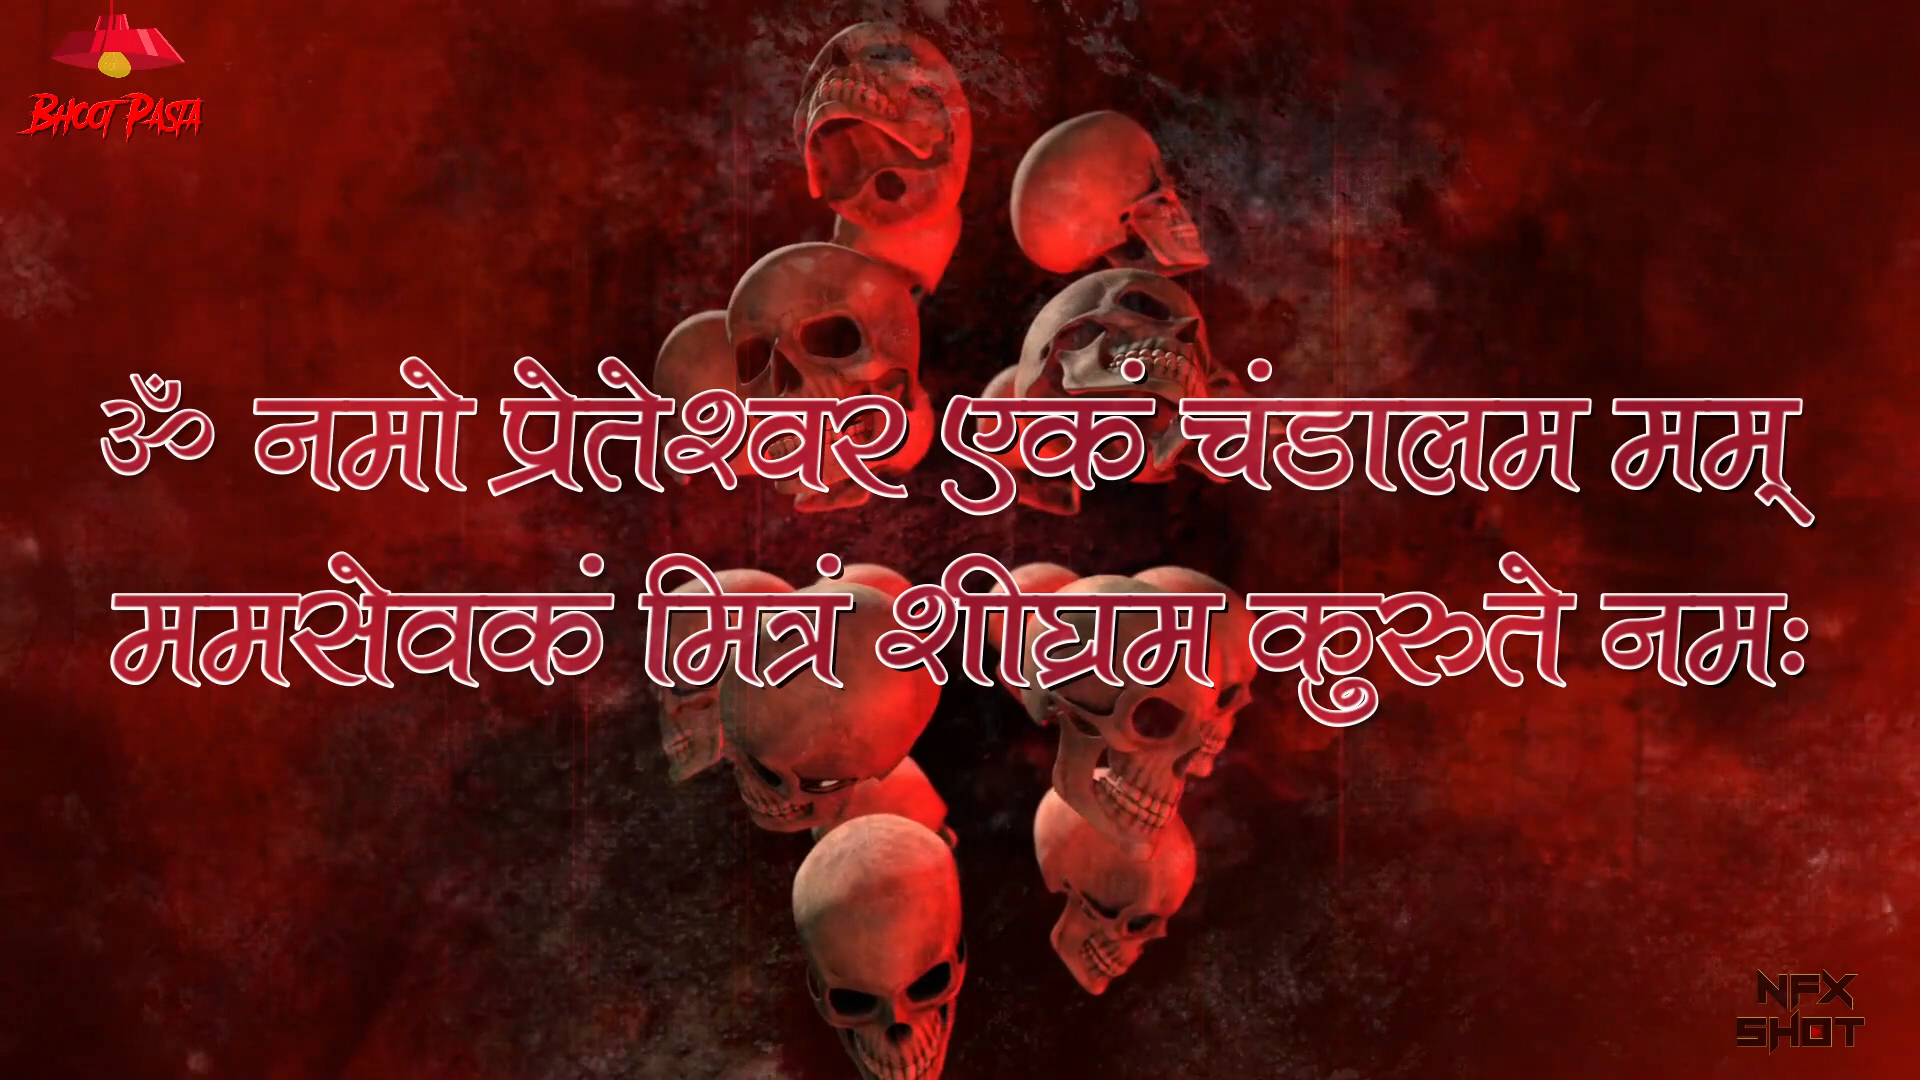 BHOOT PASTA
ॐ नमो प्रेतेश्वर एकं चंडालम मम्
ममसेवकं मित्रं शीघ्रम कुरुते नमः
NFX
SHOT